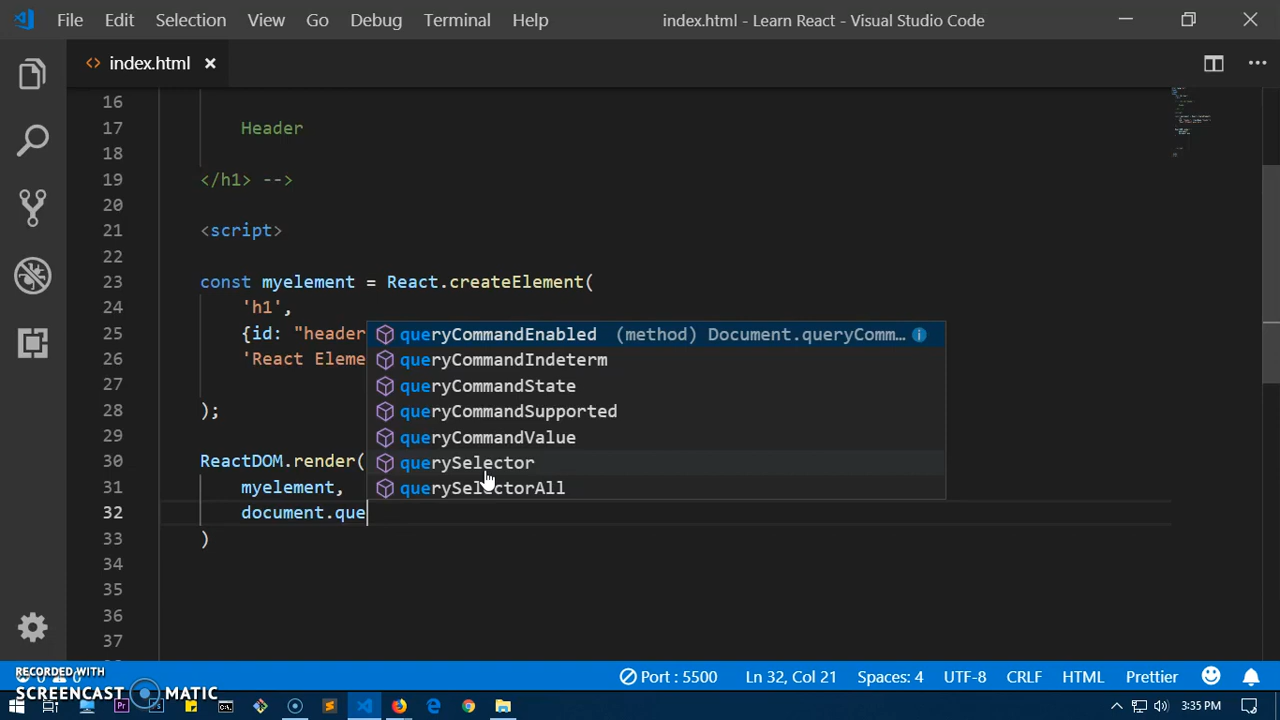 File Edit Selection View Go Debug Terminal Help index.html - Learn React - Visual Studio Code
<> index.html
16
17 Header
18
19 </h1> -->
20
21 <script>
22
23 const myelement = React.createElement(
24 'h1',
25 {id: "header
26 'React Eleme
27
28 );
29
30 ReactDOM.render(
31 myelement,
32 document.que
33 )
34
35
36
37
queryCommandEnabled (method) Document.queryComm...
queryCommandIndeterm
queryCommandState
queryCommandSupported
queryCommandValue
querySelector
querySelectorAll
Port : 5500 Ln 32, Col 21 Spaces: 4 UTF-8 CRLF HTML Prettier
RECORDED WITH
SCREENCAST MATIC
3:35 PM